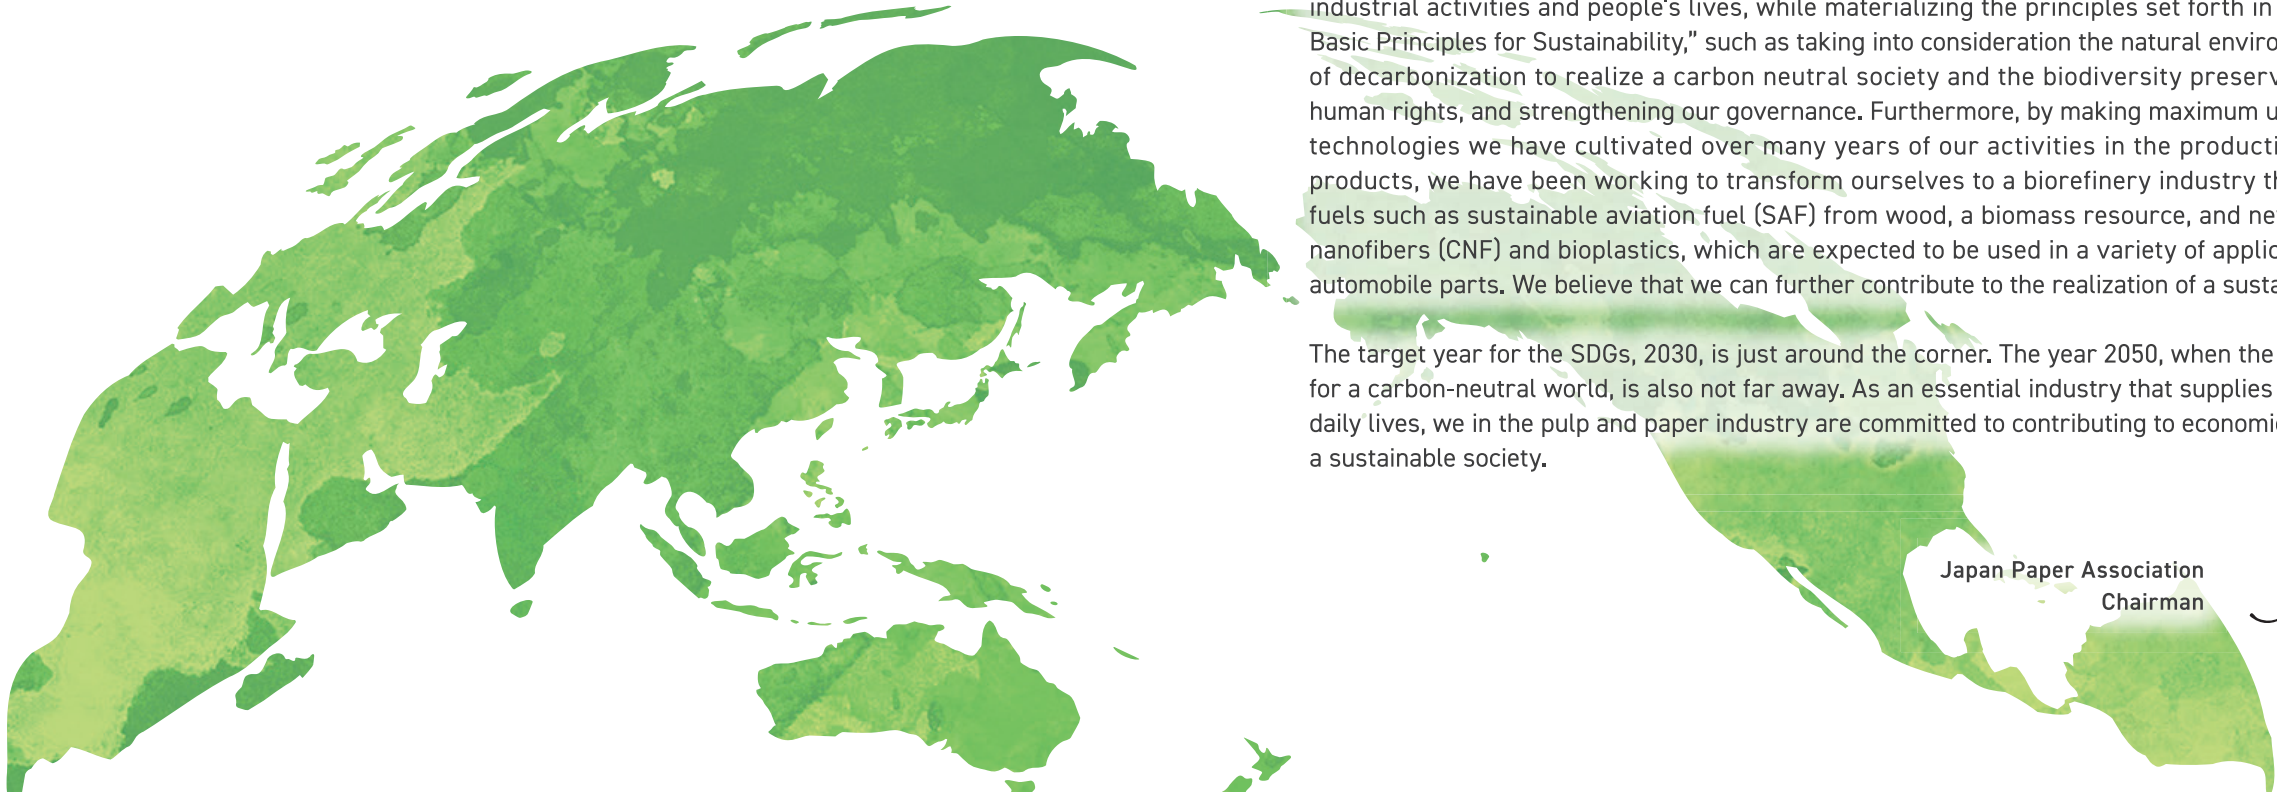 industrial activities and people's lives, while materializing the principles set forth in
Basic Principles for Sustainability,” such as taking into consideration the natural enviro
of decarbonization to realize a carbon neutral society and the biodiversity preserv
human rights, and strengthening our governance. Furthermore, by making maximum u
technologies we have cultivated over many years of our activities in the producti
products, we have been working to transform ourselves to a biorefinery industry th
fuels such as sustainable aviation fuel (SAF) from wood, a biomass resource, and ne
nanofibers (CNF) and bioplastics, which are expected to be used in a variety of applic
automobile parts. We believe that we can further contribute to the realization of a susta
The target year for the SDGs, 2030, is just around the corner. The year 2050, when the
for a carbon-neutral world, is also not far away. As an essential industry that supplies
daily lives, we in the pulp and paper industry are committed to contributing to economi
a sustainable society.
Japan Paper Association
Chairman